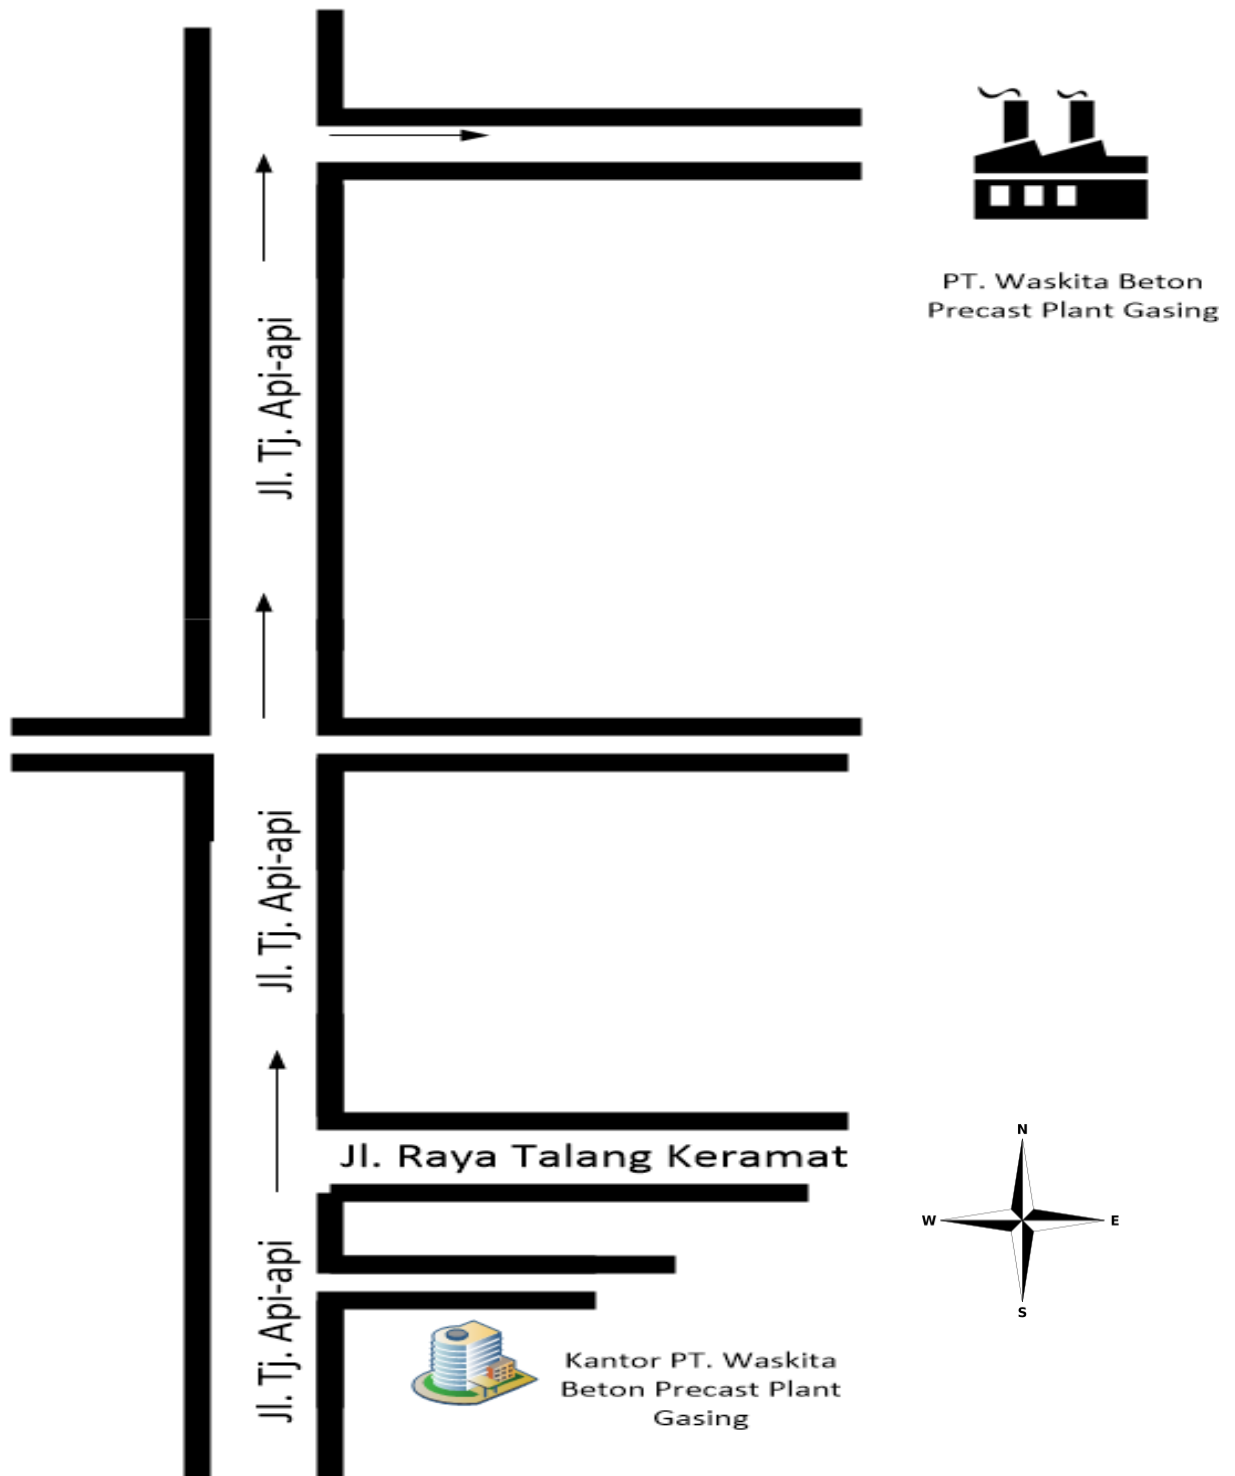 PT. Waskita Beton
Precast Plant Gasing
Jl. Tj. Api-api
Jl. Tj. Api-api
Jl. Raya Talang Keramat
N
W
E
S
Jl. Tj. Api-api
Kantor PT. Waskita
Beton Precast Plant
Gasing